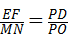 EF/MN = PD/PO